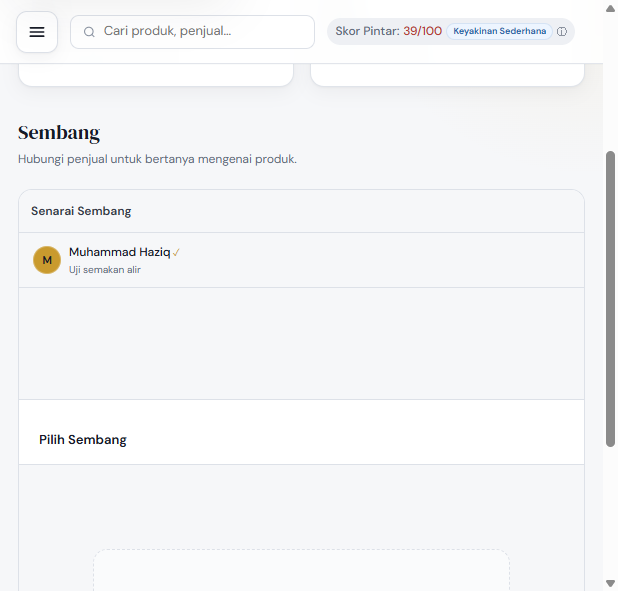 Cari produk, penjual...
Skor Pintar: 39/100 Keyakinan Sederhana ⓘ
Sembang
Hubungi penjual untuk bertanya mengenai produk.
Senarai Sembang
M
Muhammad Haziq ✓
Uji semakan alir
Pilih Sembang